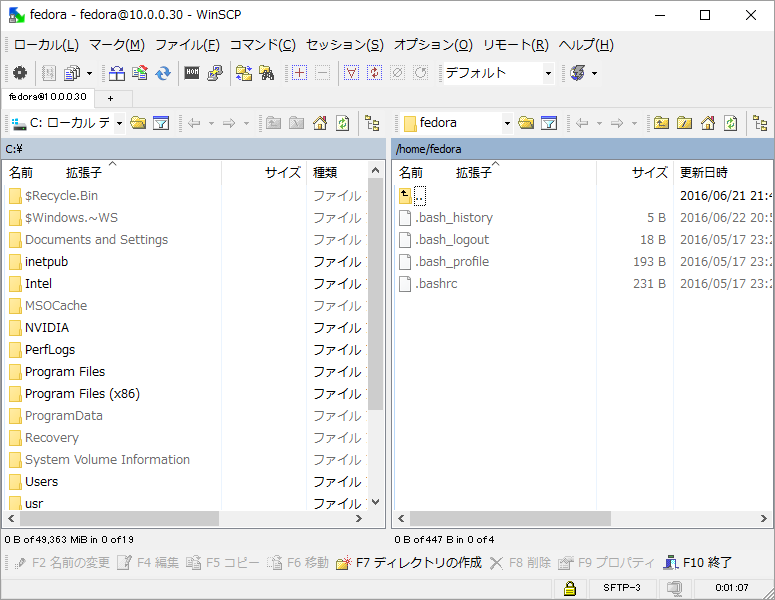 fedora - fedora@10.0.0.30 - WinSCP
ローカル(L) マーク(M) ファイル(F) コマンド(C) セッション(S) オプション(O) リモート(R) ヘルプ(H)
デフォルト
fedora@10.0.0.30 +
C: ローカル デ fedora
C:¥ /home/fedora
名前 拡張子 サイズ 種類 名前 拡張子 サイズ 更新日時
$Recycle.Bin ファイル .. 2016/06/21 21:4
$Windows.~WS ファイル .bash_history 5 B 2016/06/22 20:5
Documents and Settings ファイル .bash_logout 18 B 2016/05/17 23:2
inetpub ファイル .bash_profile 193 B 2016/05/17 23:2
Intel ファイル .bashrc 231 B 2016/05/17 23:2
MSOCache ファイル
NVIDIA ファイル
PerfLogs ファイル
Program Files ファイル
Program Files (x86) ファイル
ProgramData ファイル
Recovery ファイル
System Volume Information ファイル
Users ファイル
usr ファイル
0 B of 49,363 MiB in 0 of 19 0 B of 447 B in 0 of 4
F2 名前の変更 F4 編集 F5 コピー F6 移動 F7 ディレクトリの作成 F8 削除 F9 プロパティ F10 終了
SFTP-3 0:01:07